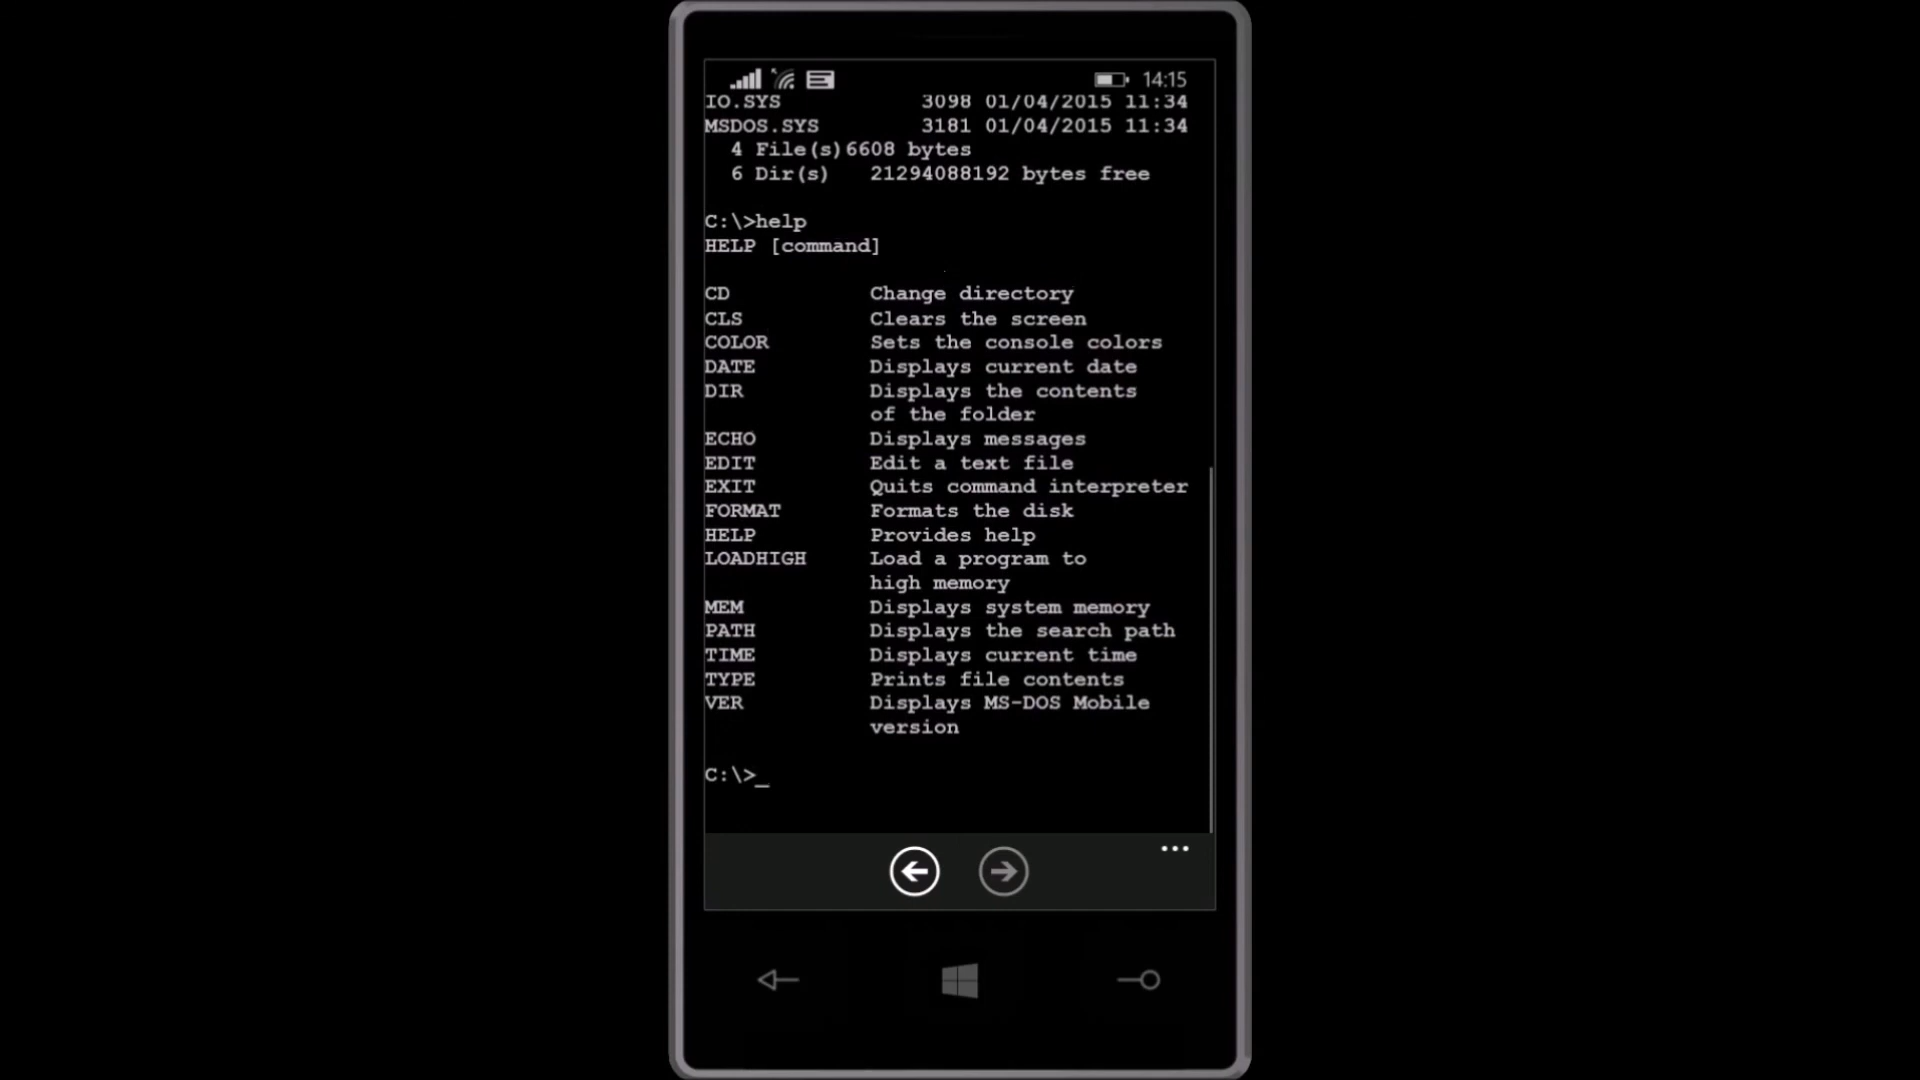 14:15
IO.SYS 3098 01/04/2015 11:34
MSDOS.SYS 3181 01/04/2015 11:34
4 File(s)6608 bytes
6 Dir(s) 21294088192 bytes free
C:\>help
HELP [command]
CD Change directory
CLS Clears the screen
COLOR Sets the console colors
DATE Displays current date
DIR Displays the contents
of the folder
ECHO Displays messages
EDIT Edit a text file
EXIT Quits command interpreter
FORMAT Formats the disk
HELP Provides help
LOADHIGH Load a program to
high memory
MEM Displays system memory
PATH Displays the search path
TIME Displays current time
TYPE Prints file contents
VER Displays MS-DOS Mobile
version
C:\>_